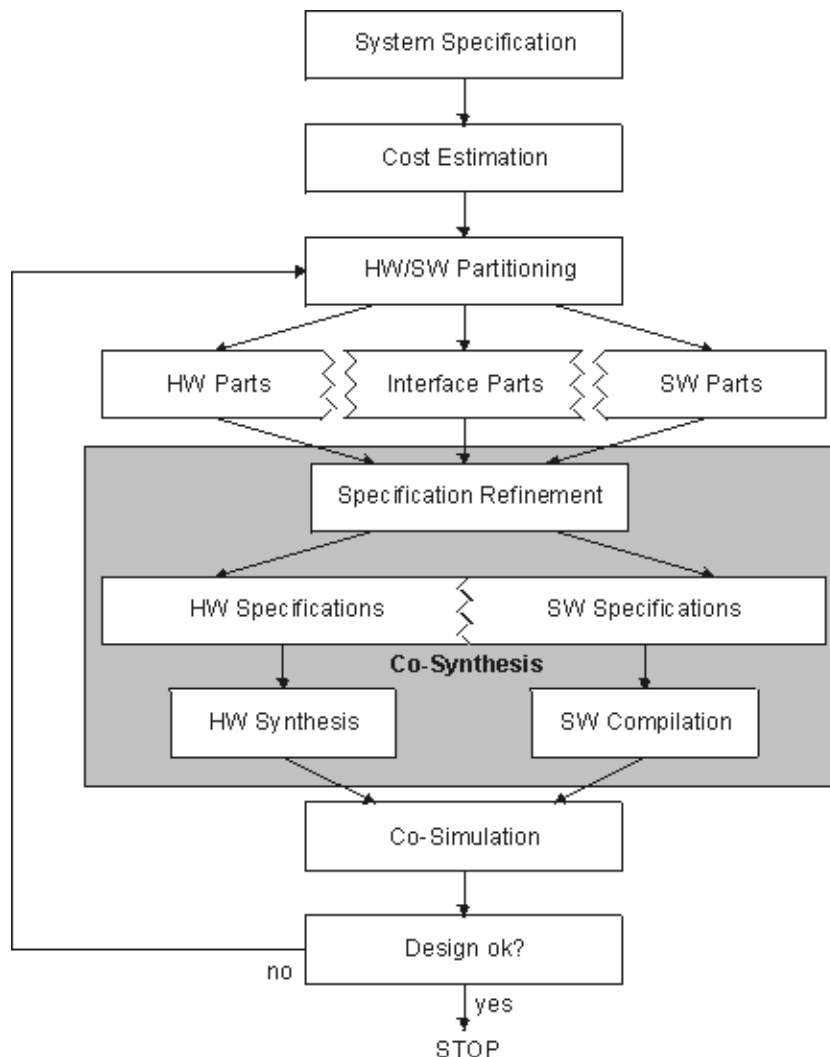 System Specification
Cost Estimation
HW/SW Partitioning
HW Parts
Interface Parts
SW Parts
Specification Refinement
HW Specifications
SW Specifications
Co-Synthesis
HW Synthesis
SW Compilation
Co-Simulation
Design ok?
no
yes
STOP